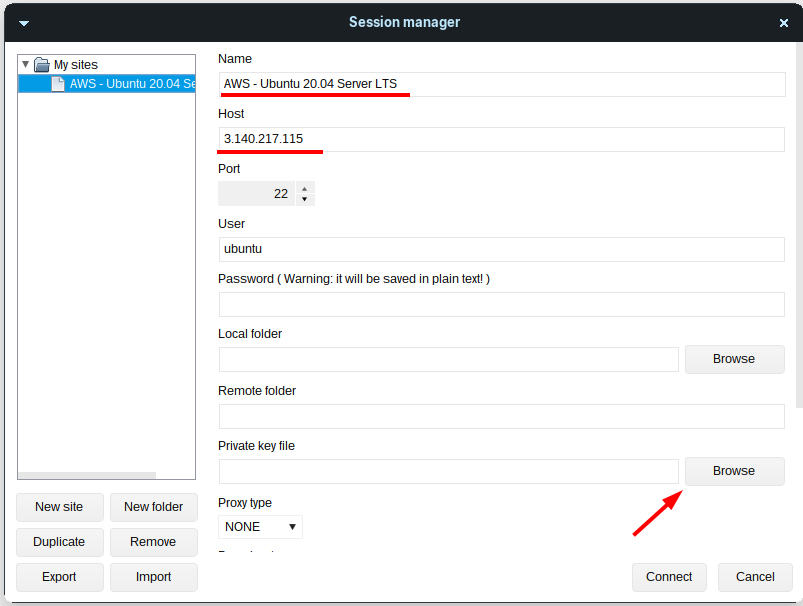 Session manager
My sites
AWS - Ubuntu 20.04 Se
Name
AWS - Ubuntu 20.04 Server LTS
Host
3.140.217.115
Port
22
User
ubuntu
Password ( Warning: it will be saved in plain text! )
Local folder
Browse
Remote folder
Private key file
Browse
Proxy type
NONE
New site
New folder
Duplicate
Remove
Export
Import
Connect
Cancel